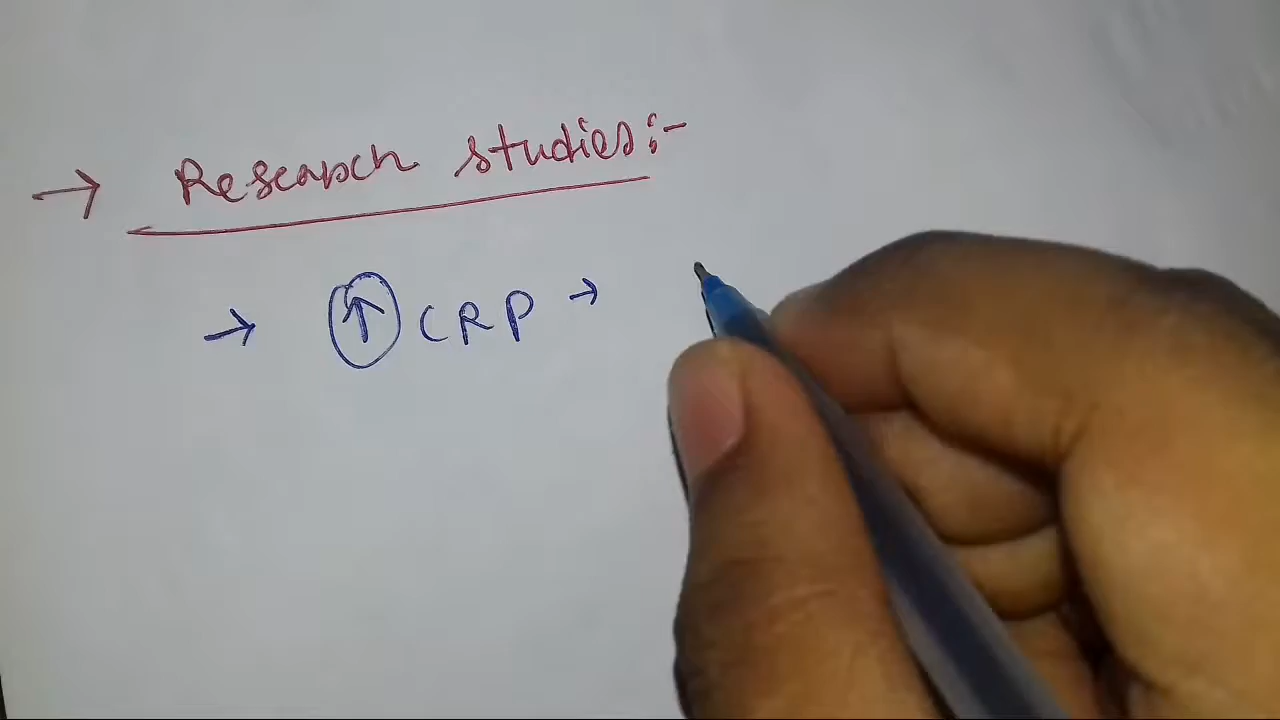 → Research studies:-
→ ↑ CRP →